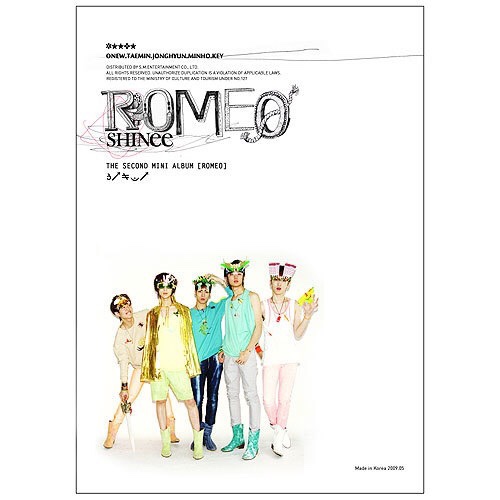 ONEW.TAEMIN.JONGHYUN.MINHO.KEY
DISTRIBUTED BY S.M.ENTERTAINMENT CO., LTD.
ALL RIGHTS RESERVED. UNAUTHORIZE DUPLICATION IS A VIOLATION OF APPLICABLE LAWS.
REGISTERED TO THE MINISTRY OF CULTURE AND TOURISM UNDER NO.127
ROMEO
SHINee
THE SECOND MINI ALBUM [ROMEO]
Made in Korea 2009.05